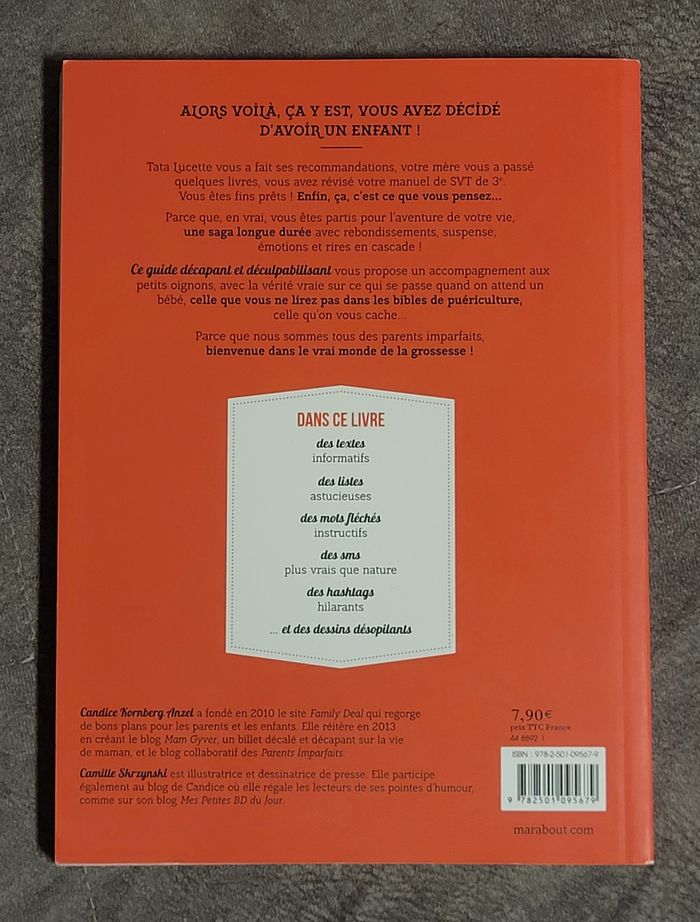 ALORS VOILÀ, ÇA Y EST, VOUS AVEZ DÉCIDÉ
D'AVOIR UN ENFANT !
Tata Lucette vous a fait ses recommandations, votre mère vous a passé
quelques livres, vous avez révisé votre manuel de SVT de 3e.
Vous êtes fins prêts ! Enfin, ça, c'est ce que vous pensez...
Parce que, en vrai, vous êtes partis pour l'aventure de votre vie,
une saga longue durée avec rebondissements, suspense,
émotions et rires en cascade !
Ce guide décapant et déculpabilisant vous propose un accompagnement aux
petits oignons, avec la vérité vraie sur ce qui se passe quand on attend un
bébé, celle que vous ne lirez pas dans les bibles de puériculture,
celle qu'on vous cache...
Parce que nous sommes tous des parents imparfaits,
bienvenue dans le vrai monde de la grossesse !
DANS CE LIVRE
des textes
informatifs
des listes
astucieuses
des mots fléchés
instructifs
des sms
plus vrais que nature
des hashtags
hilarants
... et des dessins désopilants
Candice Kornberg Anzel a fondé en 2010 le site Family Deal qui regorge
de bons plans pour les parents et les enfants. Elle réitère en 2013
en créant le blog Mam Gyver, un billet décalé et décapant sur la vie
de maman, et le blog collaboratif des Parents Imparfaits.
Camille Skrzynski est illustratrice et dessinatrice de presse. Elle participe
également au blog de Candice où elle régale les lecteurs de ses pointes d'humour,
comme sur son blog Mes Petites BD du Jour.
7,90€
prix TTC France
44 8892 1
ISBN : 978-2-501-09567-9
9 782501 095679
marabout.com